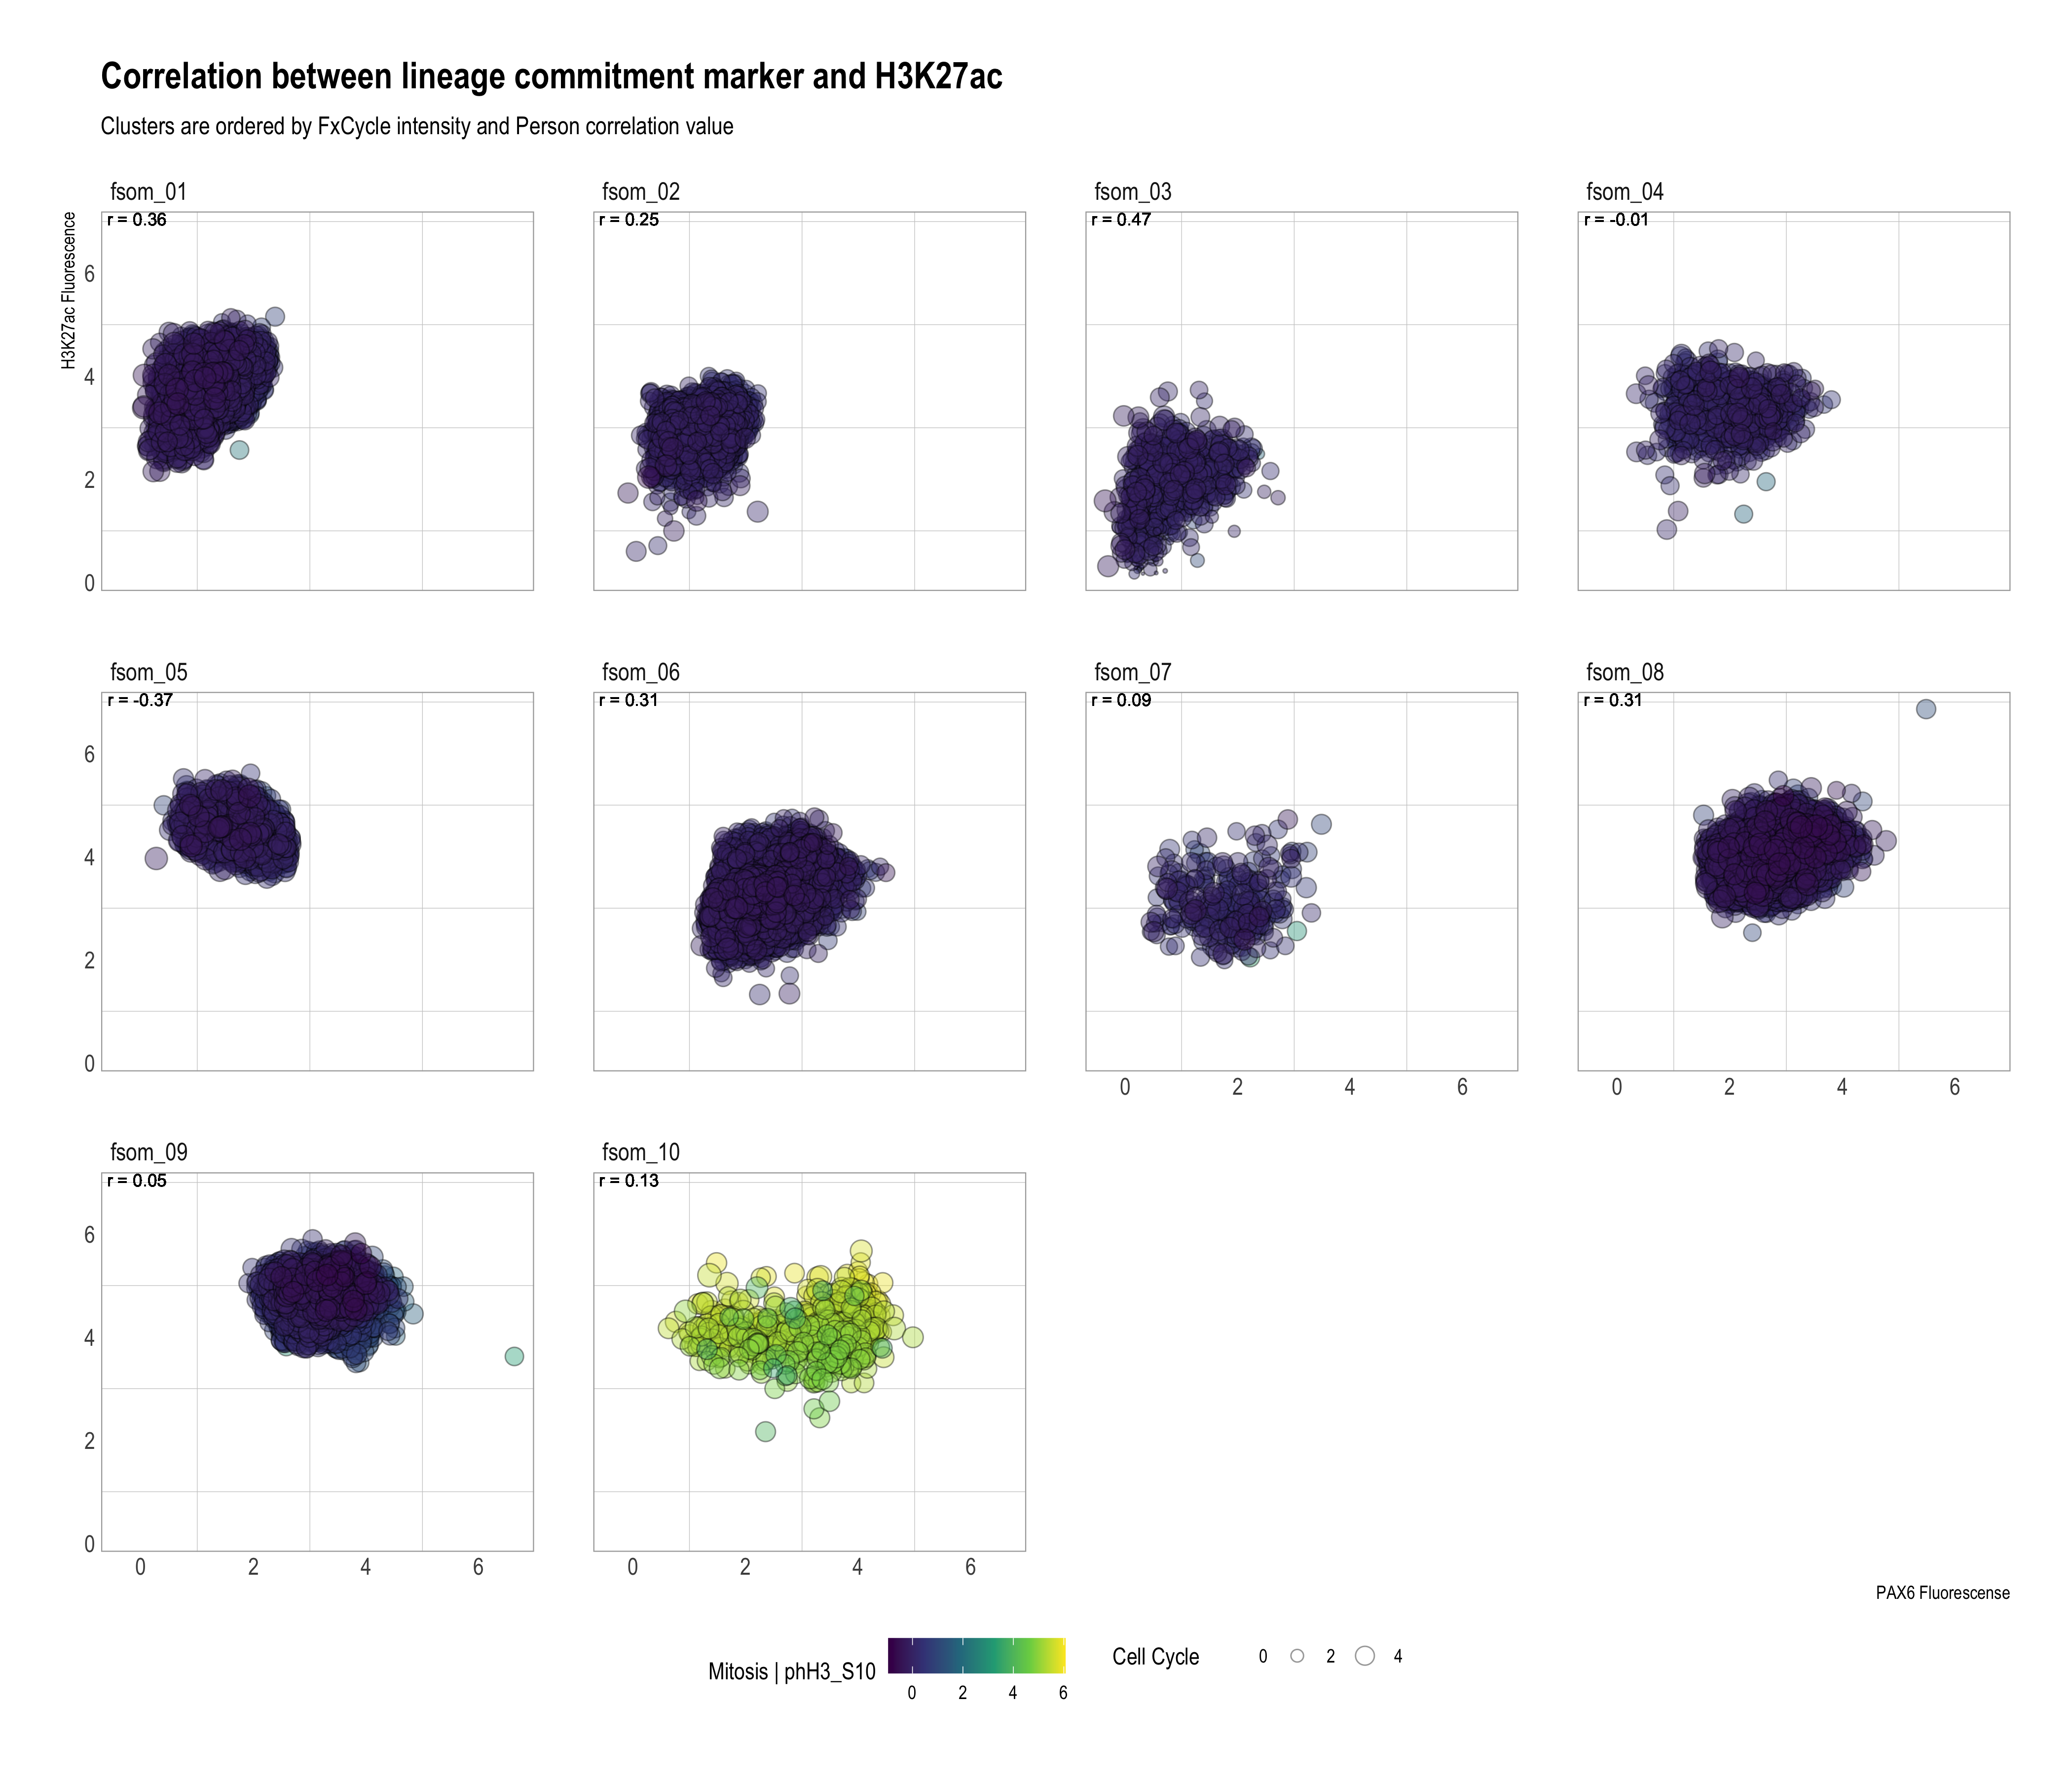 Correlation between lineage commitment marker and H3K27ac
Clusters are ordered by FxCycle intensity and Person correlation value
fsom_01
fsom_02
fsom_03
fsom_04
r = 0.36
r = 0.25
r = 0.47
r = -0.01
H3K27ac Fluorescence
6
4
2
0
fsom_05
fsom_06
fsom_07
fsom_08
r = -0.37
r = 0.31
r = 0.09
r = 0.31
6
4
2
0
0 2 4 6
0 2 4 6
fsom_09
fsom_10
r = 0.05
r = 0.13
6
4
2
0
0 2 4 6
0 2 4 6
PAX6 Fluorescense
Mitosis | phH3_S10
0 2 4 6
Cell Cycle
0 2 4